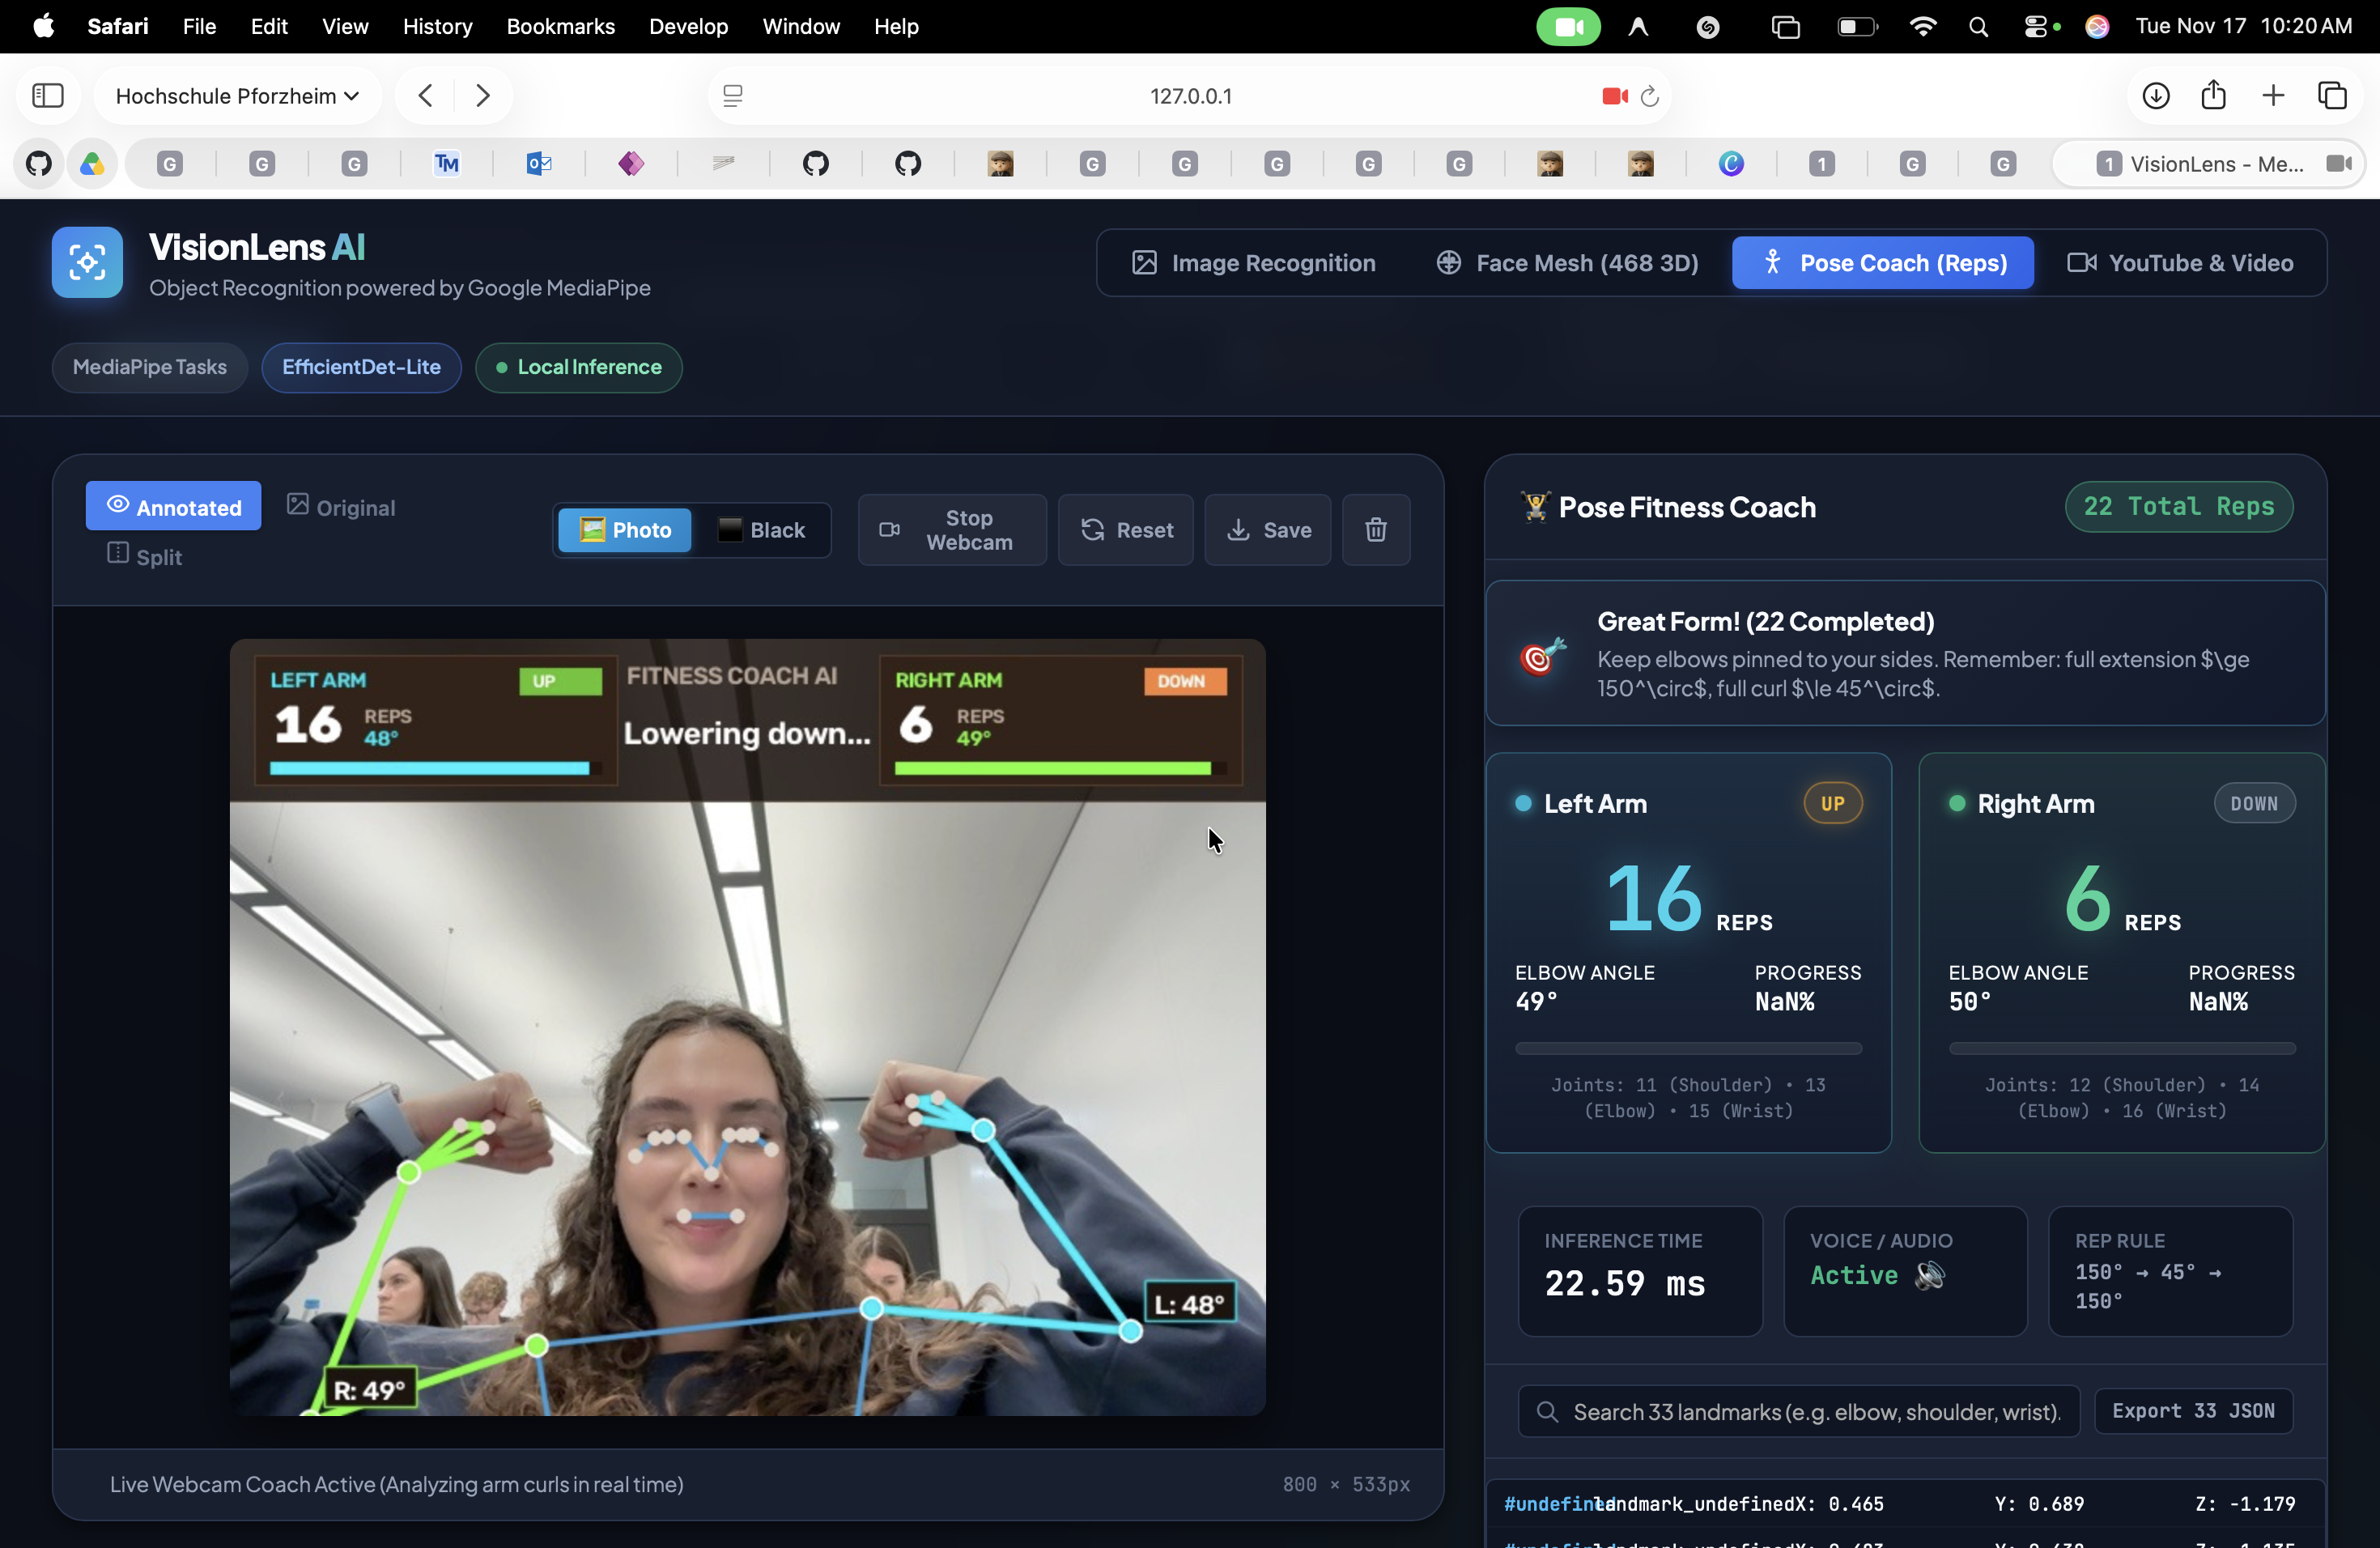 Safari File Edit View History Bookmarks Develop Window Help Tue Nov 17 10:20 AM
Hochschule Pforzheim 127.0.0.1
G G G TM G G G G G 1 G G 1 VisionLens - Me...
VisionLens AI
Object Recognition powered by Google MediaPipe
Image Recognition Face Mesh (468 3D) Pose Coach (Reps) YouTube & Video
MediaPipe Tasks EfficientDet-Lite Local Inference
Annotated Original
Split
Photo Black
Stop
Webcam
Reset Save
LEFT ARM UP
16 REPS
48°
FITNESS COACH AI
Lowering down...
RIGHT ARM DOWN
6 REPS
49°
L: 48°
R: 49°
Live Webcam Coach Active (Analyzing arm curls in real time) 800 × 533px
🏋️ Pose Fitness Coach 22 Total Reps
Great Form! (22 Completed)
Keep elbows pinned to your sides. Remember: full extension $\ge
150^\circ$, full curl $\le 45^\circ$.
Left Arm UP
16 REPS
ELBOW ANGLE PROGRESS
49° NaN%
Joints: 11 (Shoulder) • 13
(Elbow) • 15 (Wrist)
Right Arm DOWN
6 REPS
ELBOW ANGLE PROGRESS
50° NaN%
Joints: 12 (Shoulder) • 14
(Elbow) • 16 (Wrist)
INFERENCE TIME
22.59 ms
VOICE / AUDIO
Active 🔊
REP RULE
150° → 45° →
150°
Search 33 landmarks (e.g. elbow, shoulder, wrist). Export 33 JSON
#undefined landmark_undefined X: 0.465 Y: 0.689 Z: -1.179